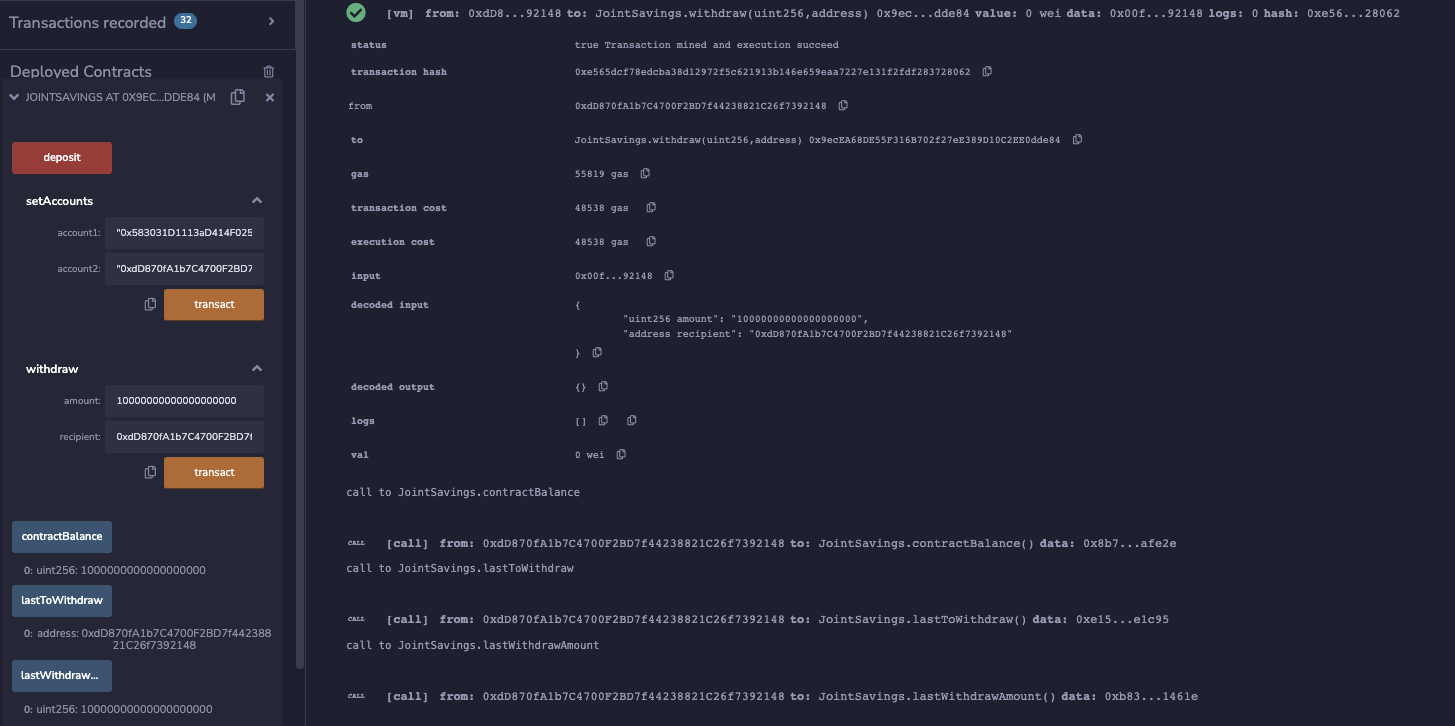 Transactions recorded 32
Deployed Contracts
JOINTSAVINGS AT 0X9EC...DDE84 (M
deposit
setAccounts
account1: "0x583031D1113aD414F025
account2: "0xdD870fA1b7C4700F2BD7
transact
withdraw
amount: 10000000000000000000
recipient: 0xdD870fA1b7C4700F2BD7f
transact
contractBalance
0: uint256: 1000000000000000000
lastToWithdraw
0: address: 0xdD870fA1b7C4700F2BD7f442388
21C26f7392148
lastWithdraw...
0: uint256: 10000000000000000000
[vm] from: 0xdD8...92148 to: JointSavings.withdraw(uint256,address) 0x9ec...dde84 value: 0 wei data: 0x00f...92148 logs: 0 hash: 0xe56...28062
status true Transaction mined and execution succeed
transaction hash 0xe565dcf78edcba38d12972f5c621913b146e659eaa7227e131f2fdf283728062
from 0xdD870fA1b7C4700F2BD7f44238821C26f7392148
to JointSavings.withdraw(uint256,address) 0x9ecEA68DE55F316B702f27eE389D10C2EE0dde84
gas 55819 gas
transaction cost 48538 gas
execution cost 48538 gas
input 0x00f...92148
decoded input {
"uint256 amount": "10000000000000000000",
"address recipient": "0xdD870fA1b7C4700F2BD7f44238821C26f7392148"
}
decoded output {}
logs []
val 0 wei
call to JointSavings.contractBalance
CALL [call] from: 0xdD870fA1b7C4700F2BD7f44238821C26f7392148 to: JointSavings.contractBalance() data: 0x8b7...afe2e
call to JointSavings.lastToWithdraw
CALL [call] from: 0xdD870fA1b7C4700F2BD7f44238821C26f7392148 to: JointSavings.lastToWithdraw() data: 0xe15...e1c95
call to JointSavings.lastWithdrawAmount
CALL [call] from: 0xdD870fA1b7C4700F2BD7f44238821C26f7392148 to: JointSavings.lastWithdrawAmount() data: 0xb83...1461e